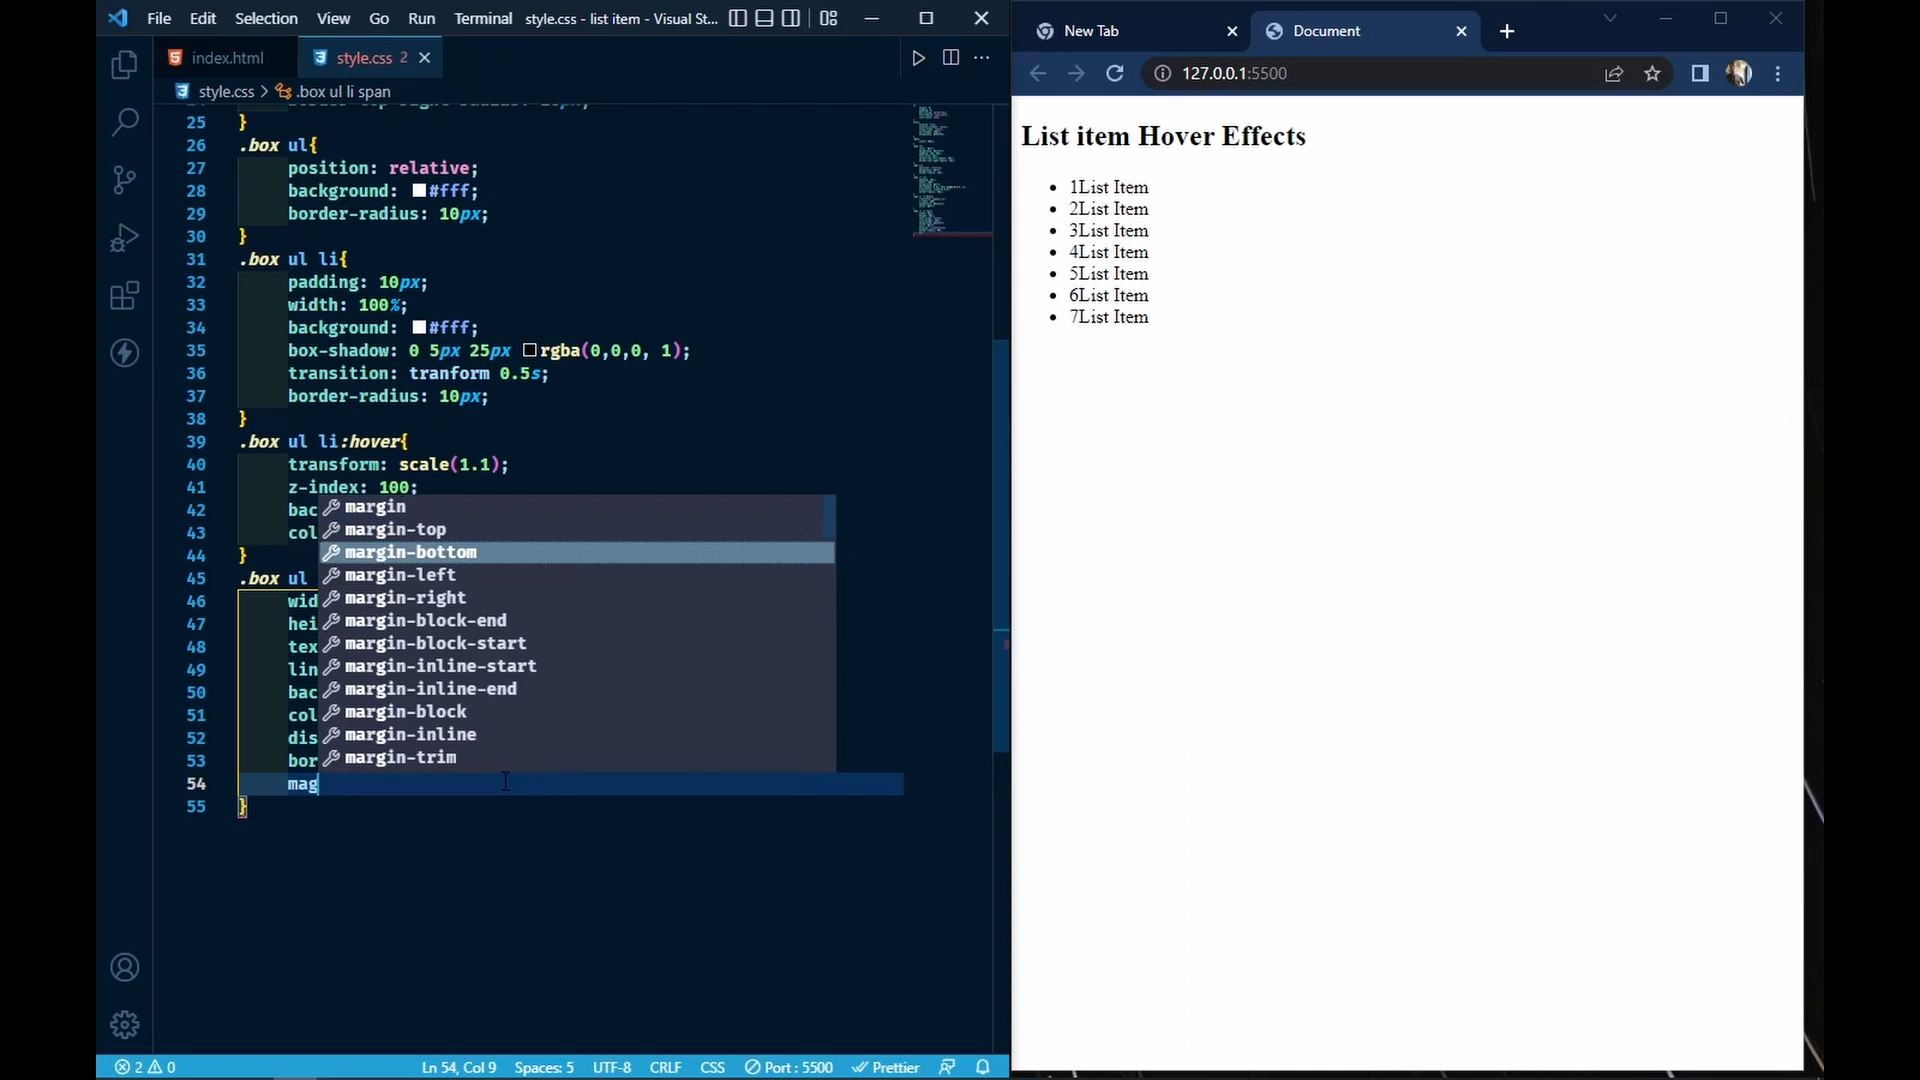 File Edit Selection View Go Run Terminal style.css - list item - Visual St...
index.html
style.css 2
style.css > .box ul li span
25 }
26 .box ul{
27 position: relative;
28 background: #fff;
29 border-radius: 10px;
30 }
31 .box ul li{
32 padding: 10px;
33 width: 100%;
34 background: #fff;
35 box-shadow: 0 5px 25px rgba(0,0,0, 1);
36 transition: tranform 0.5s;
37 border-radius: 10px;
38 }
39 .box ul li:hover{
40 transform: scale(1.1);
41 z-index: 100;
42 bac
43 col
44 }
45 .box ul
46 wid
47 hei
48 tex
49 lin
50 bac
51 col
52 dis
53 bor
54 mag
55 }
margin
margin-top
margin-bottom
margin-left
margin-right
margin-block-end
margin-block-start
margin-inline-start
margin-inline-end
margin-block
margin-inline
margin-trim
2 0 Ln 54, Col 9 Spaces: 5 UTF-8 CRLF CSS Port : 5500 Prettier
New Tab
Document
127.0.0.1:5500
List item Hover Effects
• 1List Item
• 2List Item
• 3List Item
• 4List Item
• 5List Item
• 6List Item
• 7List Item